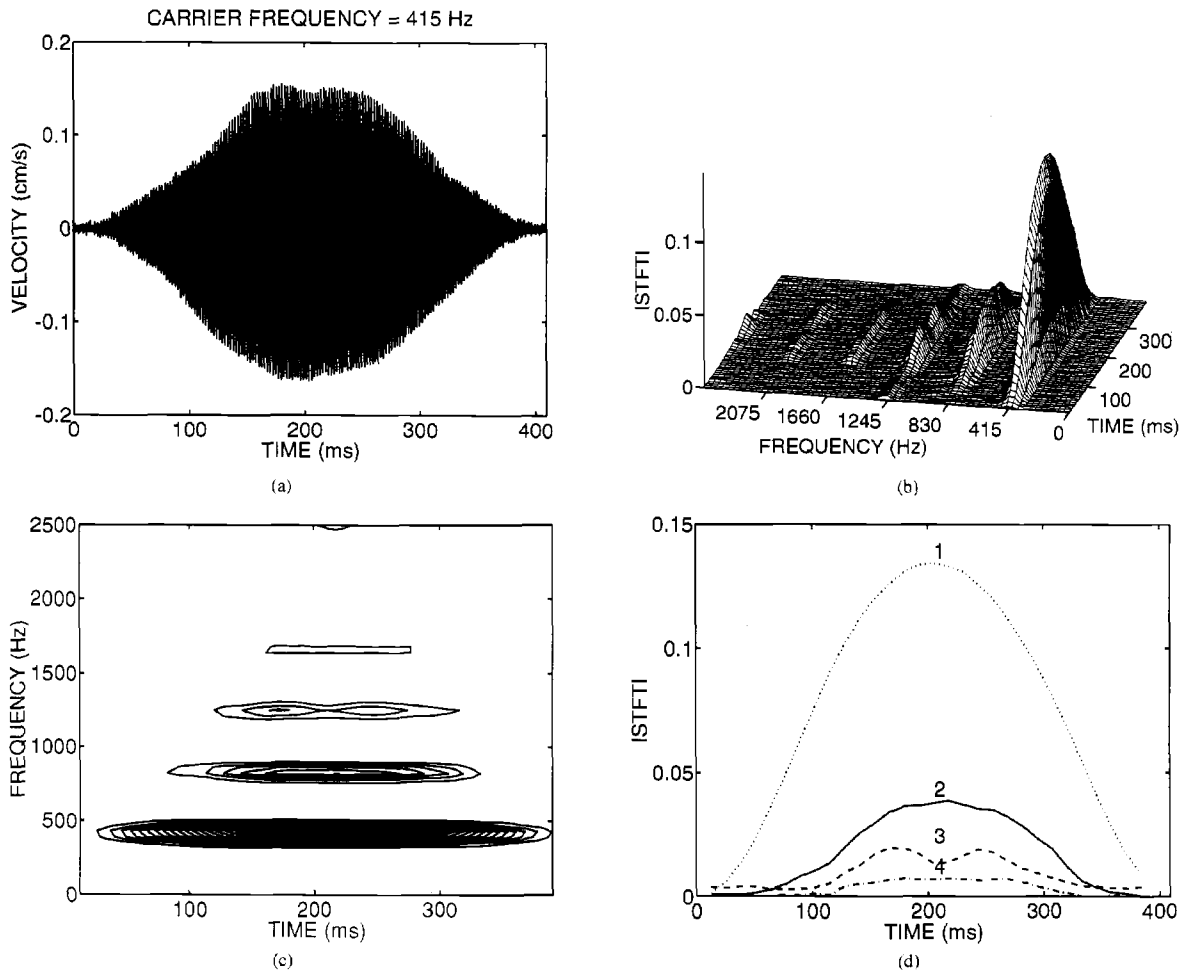 CARRIER FREQUENCY = 415 Hz
0.2
0.1
0
-0.1
-0.2
VELOCITY (cm/s)
0 100 200 300 400
TIME (ms)
(a)
0.1
0.05
0
ISTFTI
2075 1660 1245 830 415 0
FREQUENCY (Hz)
300
200
100
TIME (ms)
(b)
2500
2000
1500
1000
500
0
FREQUENCY (Hz)
100 200 300
TIME (ms)
(c)
0.15
0.1
0.05
0
ISTFTI
1
2
3
4
0 100 200 300 400
TIME (ms)
(d)